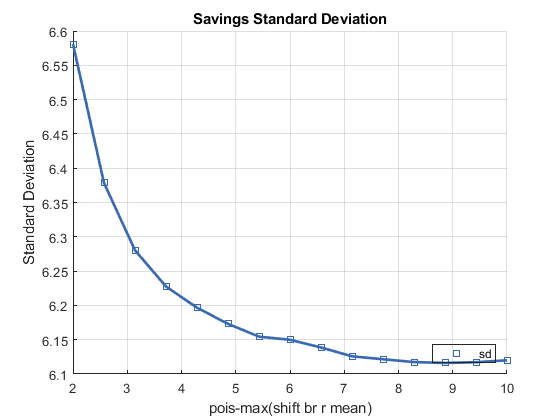 Savings Standard Deviation
6.6
6.55
6.5
6.45
6.4
6.35
6.3
6.25
6.2
6.15
6.1
Standard Deviation
sd
2 3 4 5 6 7 8 9 10
pois-max(shift br r mean)